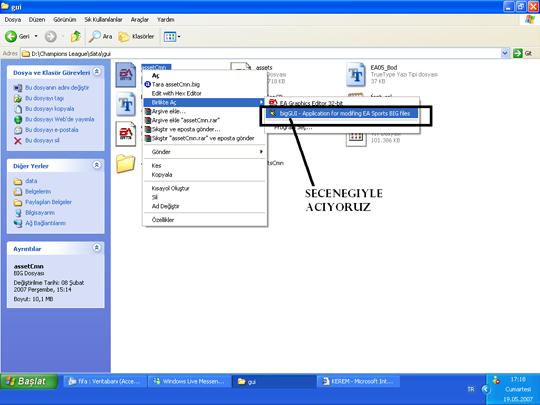 gui
Dosya Düzen Görünüm Sık Kullanılanlar Araçlar Yardım
Geri Ara Klasörler
Adres D:\Champions League\data\gui Git
Dosya ve Klasör Görevleri
Bu dosyanın adını değiştir
Bu dosyayı taşı
Bu dosyayı kopyala
Bu dosyayı Web'de yayımla
Bu dosyayı e-postala
Bu dosyayı sil
Diğer Yerler
data
Belgelerim
Paylaşılan Belgeler
Bilgisayarım
Ağ Bağlantılarım
Ayrıntılar
assetCmn
BIG Dosyası
Değiştirilme Tarihi: 08 Şubat
2007 Perşembe, 15:14
Boyut: 10,1 MB
assetCmn
assets
EA05_Bod
TrueType Yazı Tipi dosyası
37 KB
101.386 KB
Aç
Tara assetCmn.big
Edit with Hex Editor
Birlikte Aç
Arşive ekle...
Arşive ekle "assetCmn.rar"
Sıkıştır ve eposta gönder...
Sıkıştır "assetCmn.rar" ve eposta gönder
Gönder
Kes
Kopyala
Kısayol Oluştur
Sil
Ad Değiştir
Özellikler
EA Graphics Editor 32-bit
bigGUI - Application for modifing EA Sports BIG files
Program Seç...
SECENEGIYLE
ACIYORUZ
Başlat
fifa : Veritabanı (Acce...
Windows Live Messen...
gui
KEREM - Microsoft Int...
TR
17:18
Cumartesi
19.05.2007